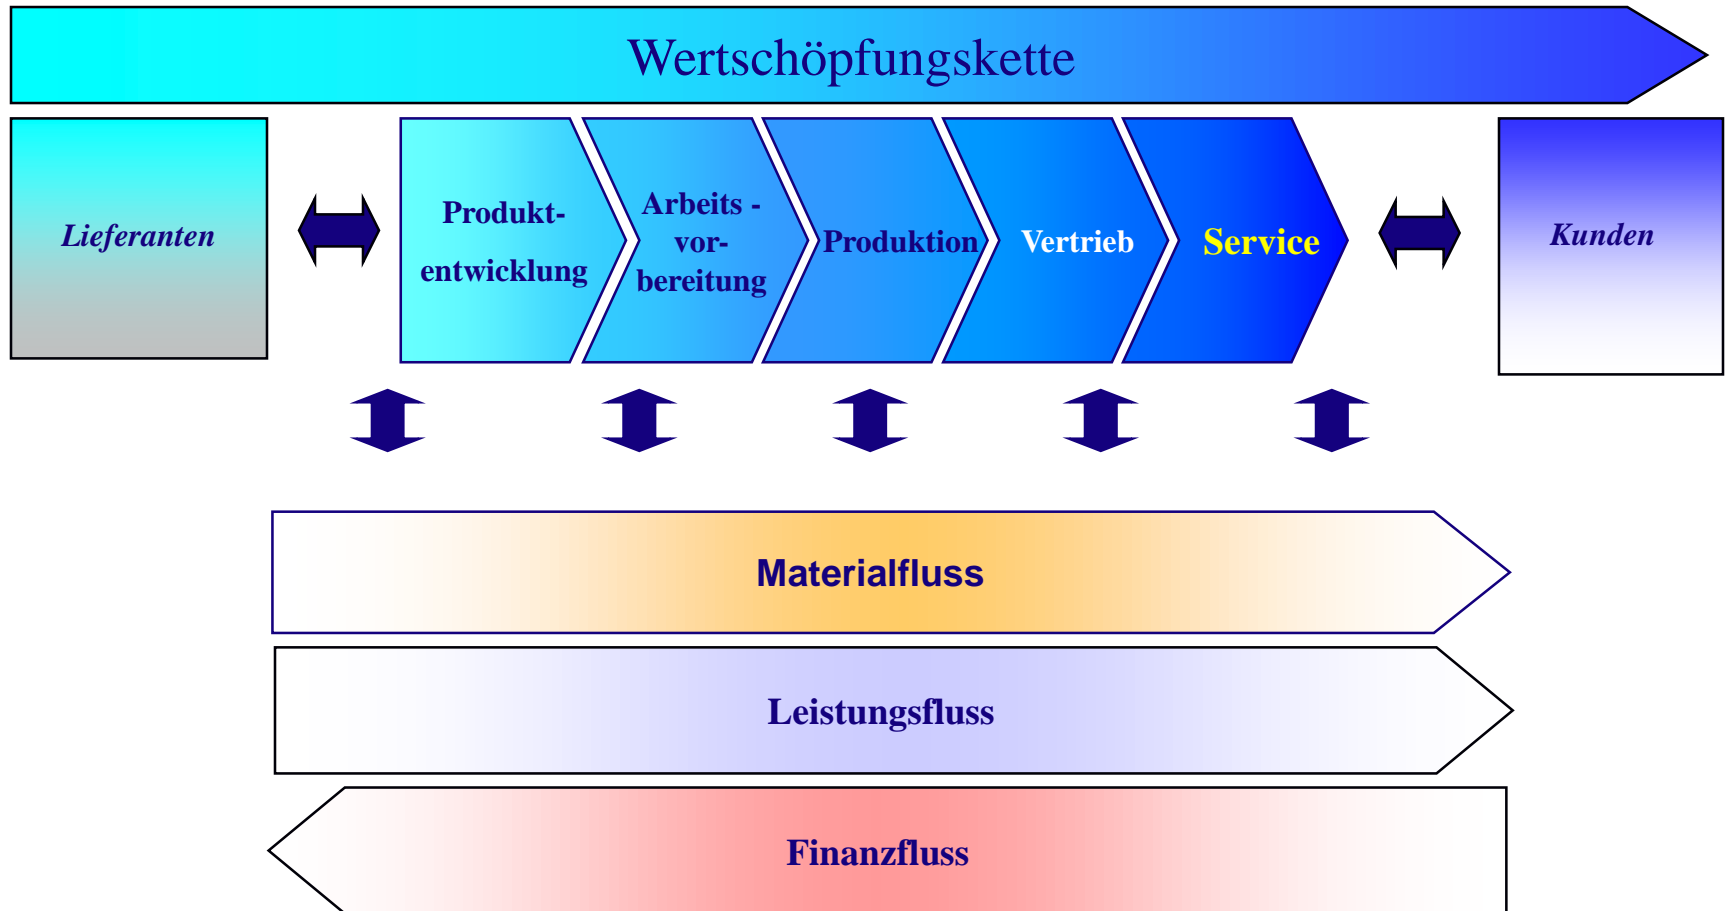 Wertschöpfungskette
Lieferanten
Produkt-
entwicklung
Arbeits -
vor-
bereitung
Produktion
Vertrieb
Service
Kunden
Materialfluss
Leistungsfluss
Finanzfluss